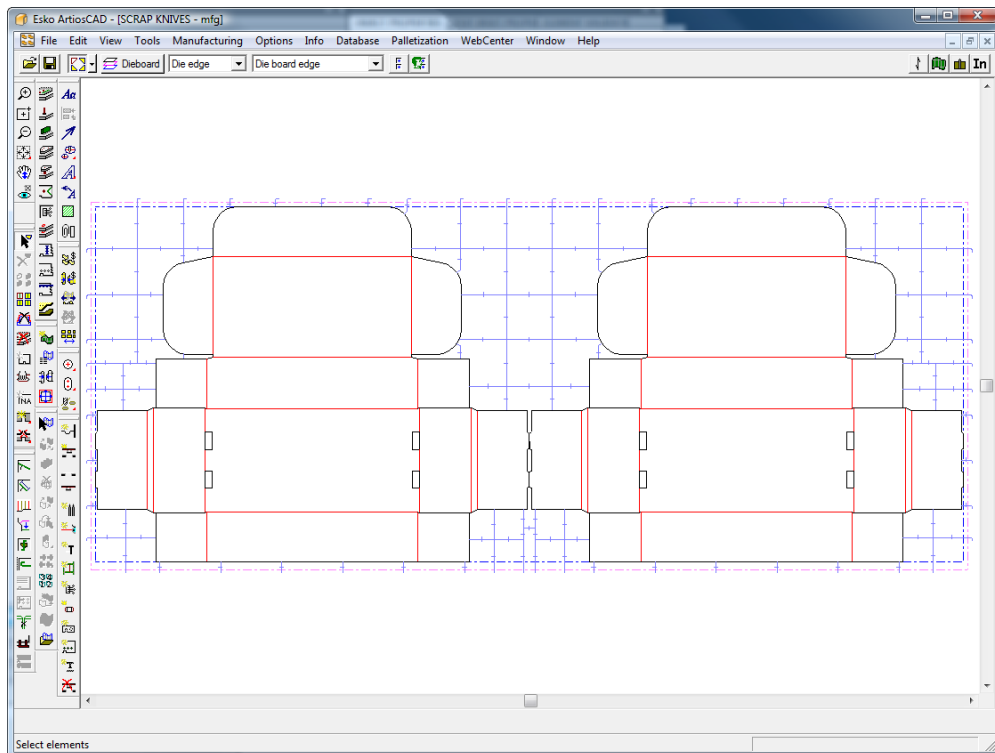 Esko ArtiosCAD - [SCRAP KNIVES - mfg]
File Edit View Tools Manufacturing Options Info Database Palletization WebCenter Window Help
Dieboard Die edge Die board edge In
Select elements